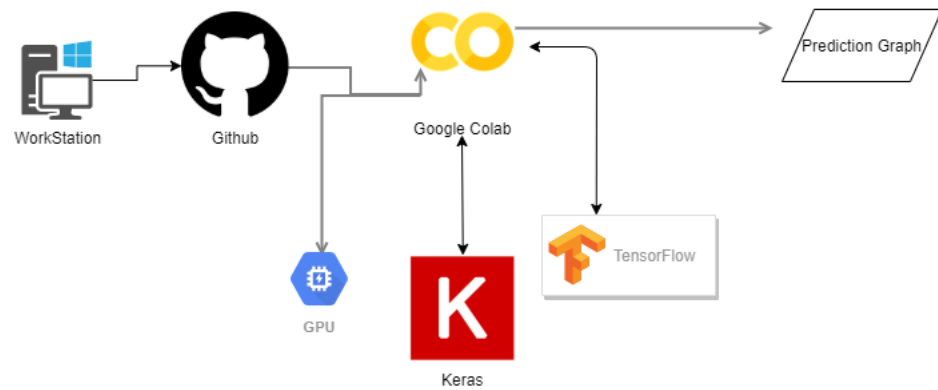 Prediction Graph
WorkStation
Github
Google Colab
TensorFlow
GPU
K
Keras